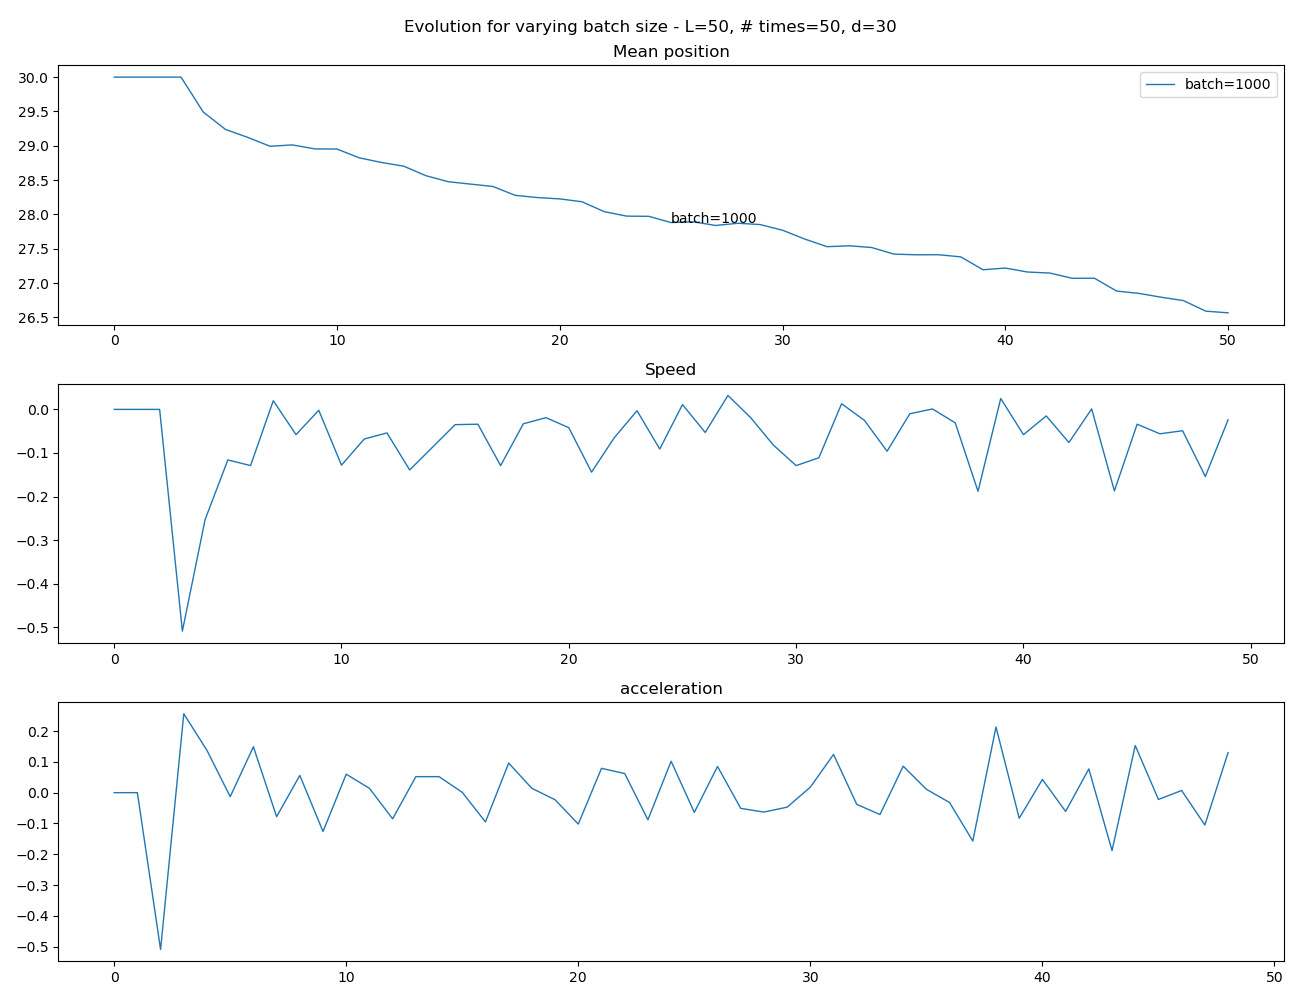 Evolution for varying batch size - L=50, # times=50, d=30
Mean position
batch=1000
30.0
29.5
29.0
28.5
28.0
27.5
27.0
26.5
batch=1000
0 10 20 30 40 50
Speed
0.0
−0.1
−0.2
−0.3
−0.4
−0.5
0 10 20 30 40 50
acceleration
0.2
0.1
0.0
−0.1
−0.2
−0.3
−0.4
−0.5
0 10 20 30 40 50